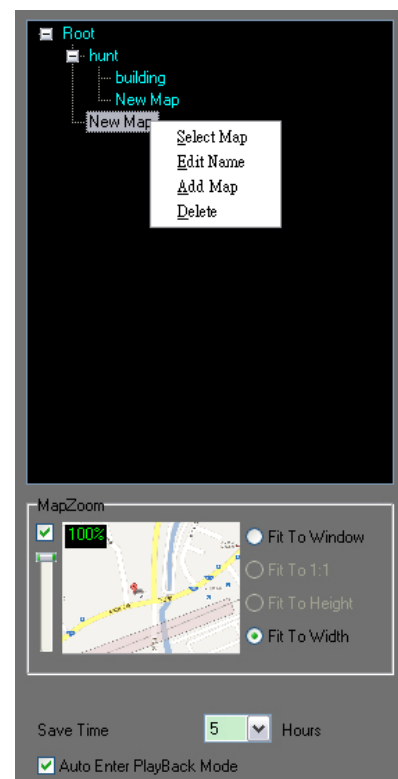 Root
hunt
building
New Map
New Map
Select Map
Edit Name
Add Map
Delete
MapZoom
100%
Fit To Window
Fit To 1:1
Fit To Height
Fit To Width
Save Time 5 Hours
Auto Enter PlayBack Mode